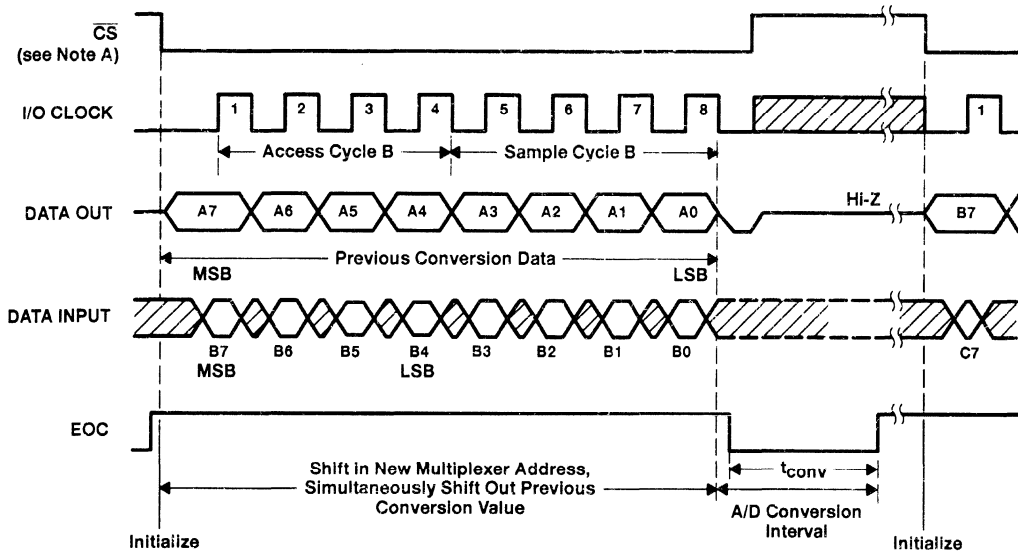 CS
(see Note A)
I/O CLOCK
1 2 3 4 5 6 7 8 1
Access Cycle B Sample Cycle B
DATA OUT
A7 A6 A5 A4 A3 A2 A1 A0 Hi-Z B7
Previous Conversion Data
MSB LSB
DATA INPUT
B7 B6 B5 B4 B3 B2 B1 B0 C7
MSB LSB
EOC
tconv
Shift in New Multiplexer Address,
Simultaneously Shift Out Previous
Conversion Value
A/D Conversion
Interval
Initialize Initialize